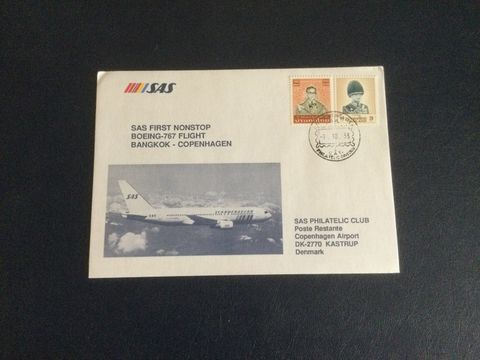 SAS
SAS FIRST NONSTOP
BOEING-767 FLIGHT
BANGKOK - COPENHAGEN
SAS
SCANDINAVIAN
SAS PHILATELIC CLUB
Poste Restante
Copenhagen Airport
DK-2770 KASTRUP
Denmark